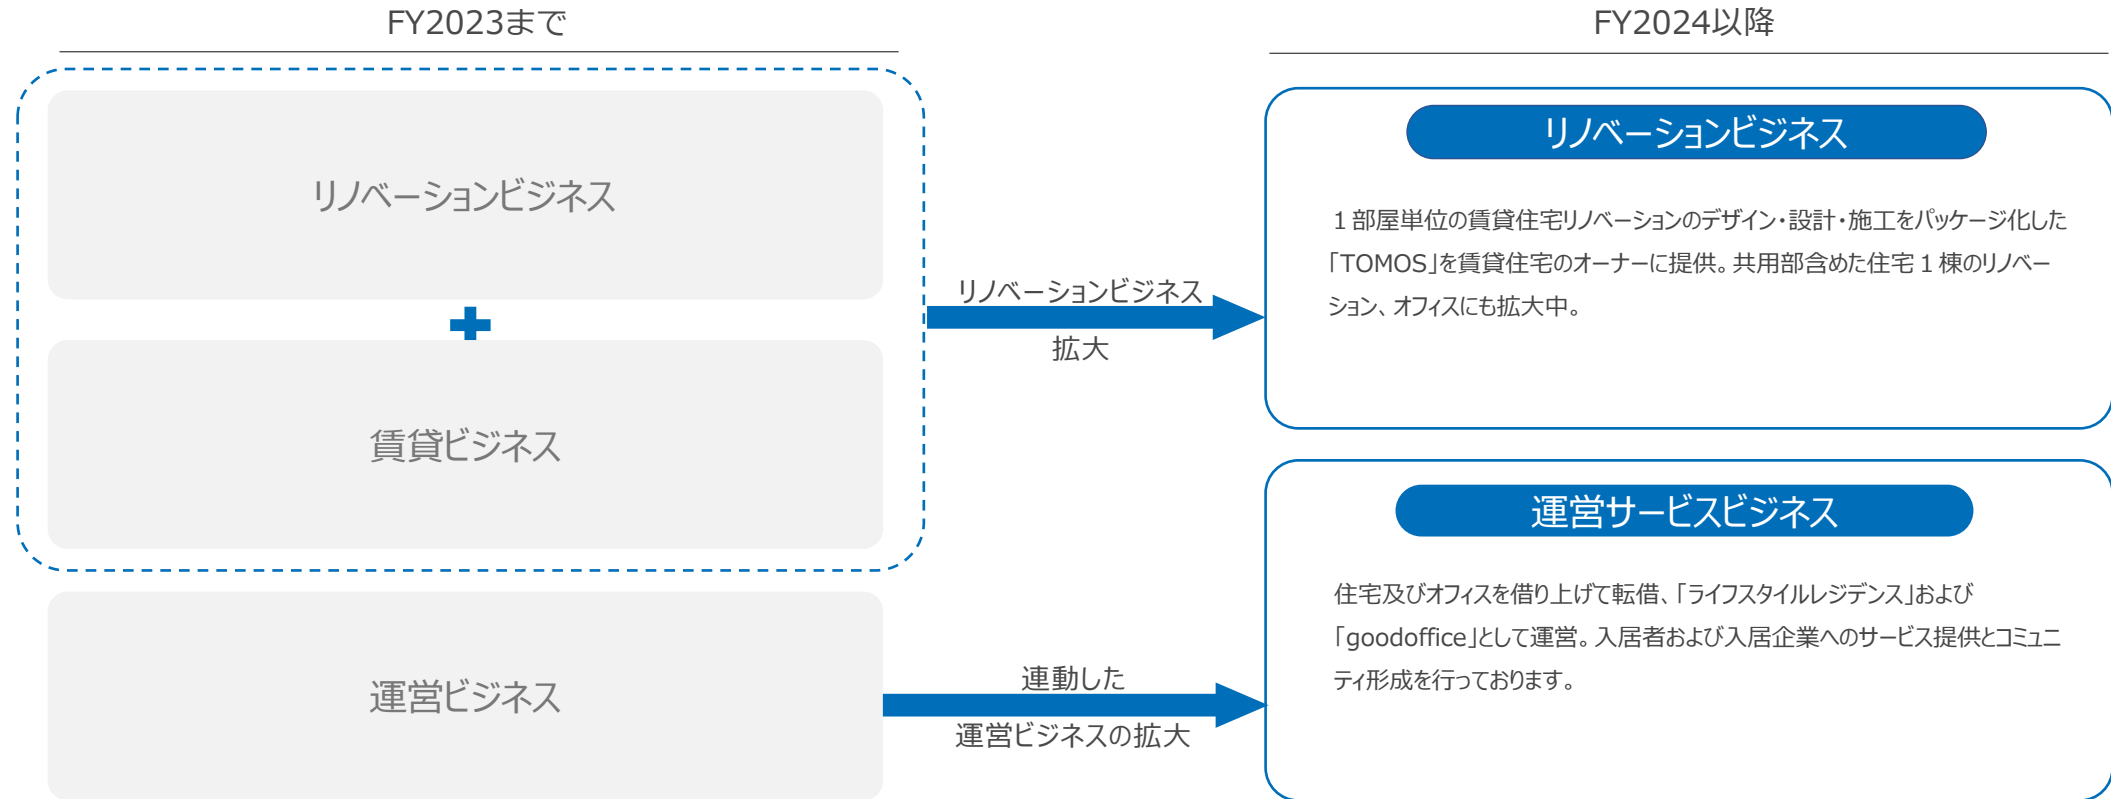 FY2023まで
リノベーションビジネス
賃貸ビジネス
運営ビジネス
リノベーションビジネス
拡大
連動した
運営ビジネスの拡大
FY2024以降
リノベーションビジネス
１部屋単位の賃貸住宅リノベーションのデザイン・設計・施工をパッケージ化した
「TOMOS」を賃貸住宅のオーナーに提供。共用部含めた住宅１棟のリノベー
ション、オフィスにも拡大中。
運営サービスビジネス
住宅及びオフィスを借り上げて転借、「ライフスタイルレジデンス」および
「goodoffice」として運営。入居者および入居企業へのサービス提供とコミュニ
ティ形成を行っております。